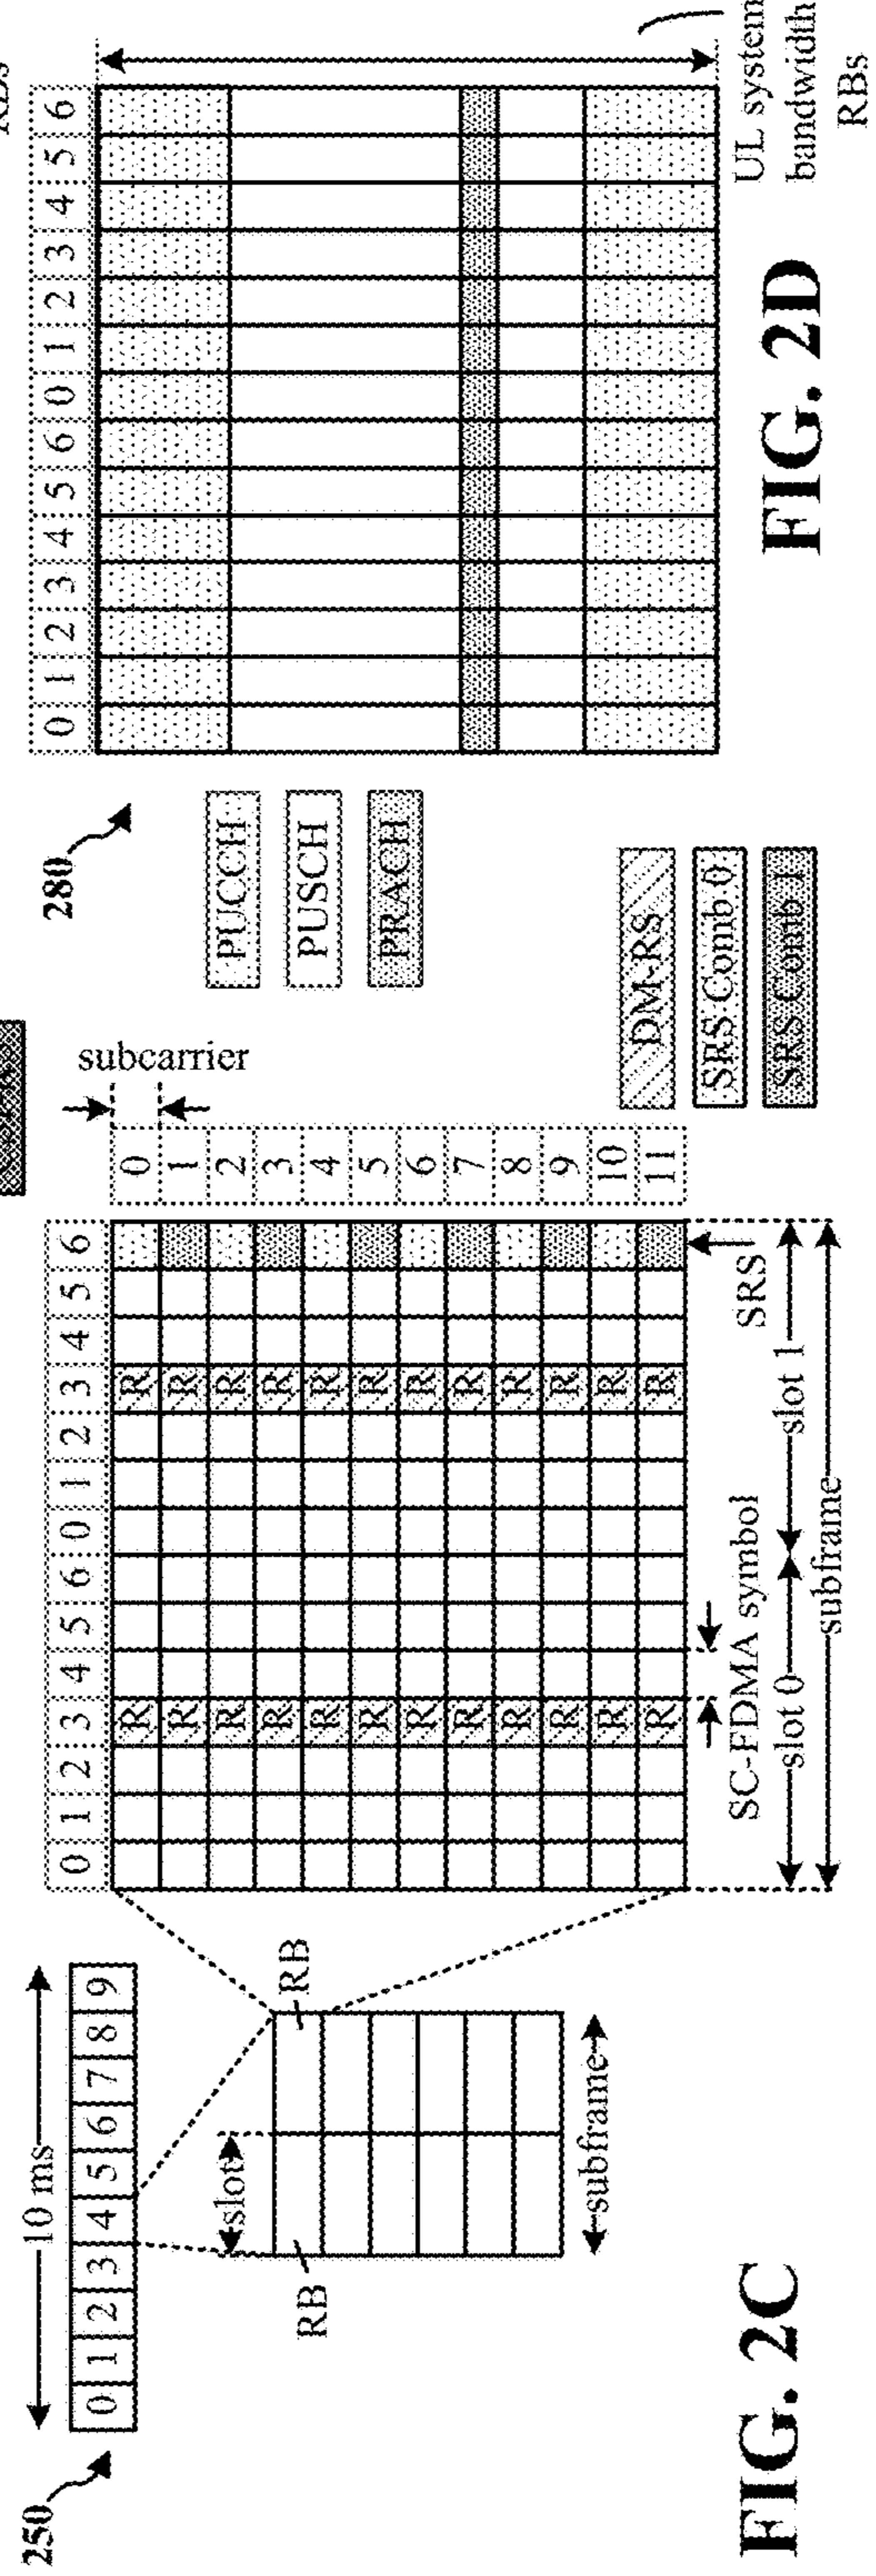 250
10 ms
0 1 2 3 4 5 6 7 8 9
slot
RB
RB
subframe
FIG. 2C
0 1 2 3 4 5 6 0 1 2 3 4 5 6
subcarrier
0
1
2
3
4
5
6
7
8
9
10
11
R R
R R
R R
R R
R R
R R
R R
R R
R R
R R
R R
R R
SRS
SC-FDMA symbol
slot 0
slot 1
subframe
DM-RS
SRS Comb 0
SRS Comb 1
280
PUCCH
PUSCH
PRACH
0 1 2 3 4 5 6 0 1 2 3 4 5 6
UL system
bandwidth
RBs
FIG. 2D